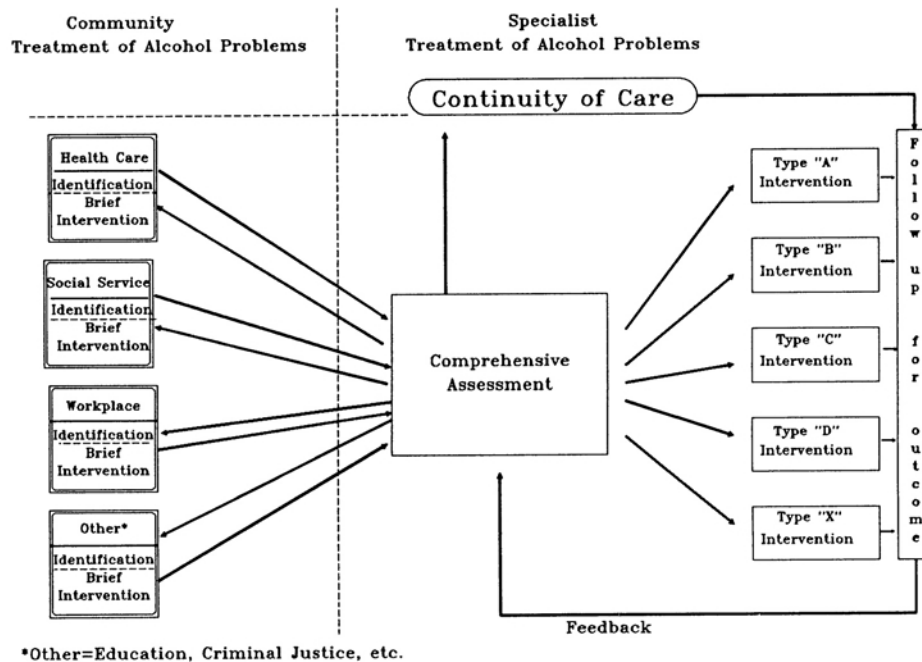 Community
Treatment of Alcohol Problems
Specialist
Treatment of Alcohol Problems
Continuity of Care
Health Care
Identification
Brief
Intervention
Social Service
Identification
Brief
Intervention
Workplace
Identification
Brief
Intervention
Other*
Identification
Brief
Intervention
Comprehensive
Assessment
Type "A"
Intervention
Type "B"
Intervention
Type "C"
Intervention
Type "D"
Intervention
Type "X"
Intervention
Follow up for outcome
Feedback
*Other=Education, Criminal Justice, etc.